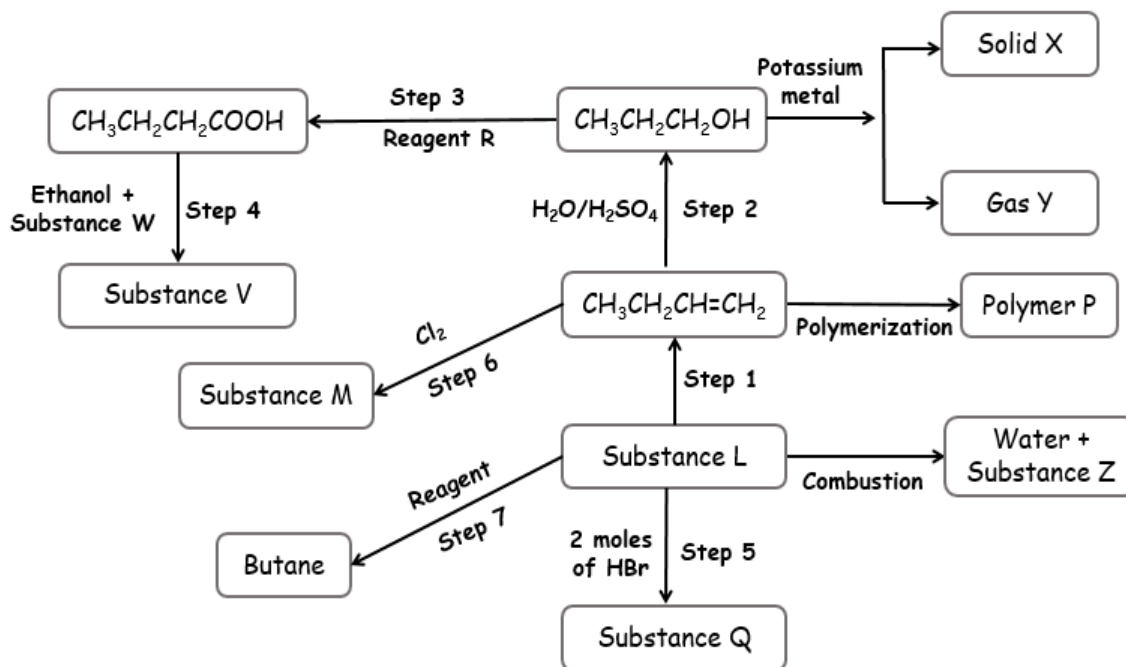 Solid X
Potassium
metal
Step 3
CH₃CH₂CH₂COOH
CH₃CH₂CH₂OH
Reagent R
Ethanol +
Substance W
Step 4
H₂O/H₂SO₄
Step 2
Gas Y
Substance V
CH₃CH₂CH=CH₂
Polymerization
Polymer P
Cl₂
Step 6
Substance M
Step 1
Substance L
Combustion
Water +
Substance Z
Reagent
Step 7
Butane
2 moles
of HBr
Step 5
Substance Q